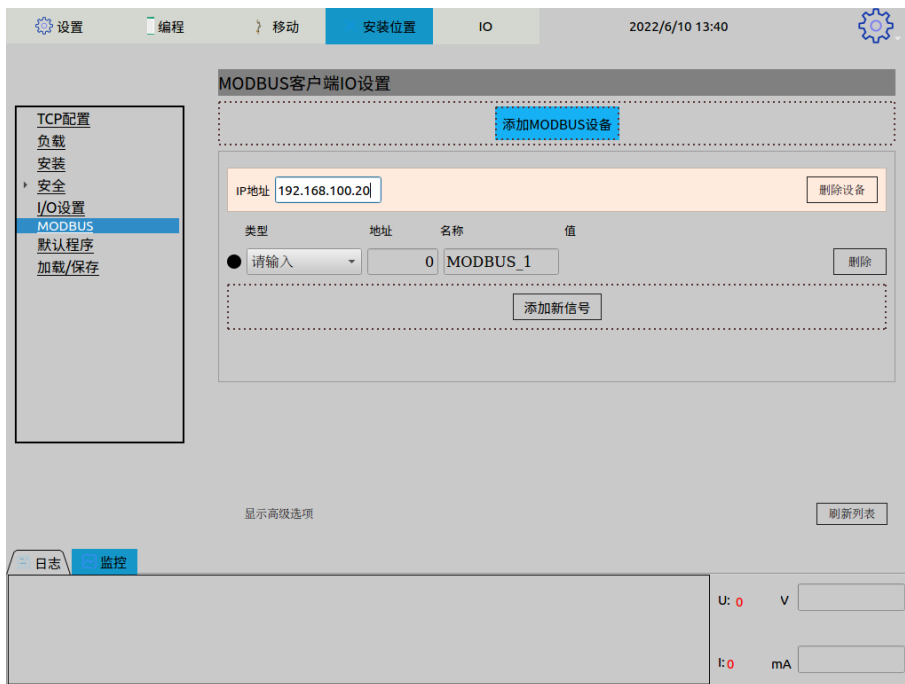 设置 编程 移动 安装位置 IO 2022/6/10 13:40
MODBUS客户端IO设置
添加MODBUS设备
TCP配置
负载
安装
安全
I/O设置
MODBUS
默认程序
加载/保存
IP地址 192.168.100.20 删除设备
类型 地址 名称 值
请输入 0 MODBUS_1 删除
添加新信号
显示高级选项 刷新列表
日志 监控
U: 0 V
I:0 mA